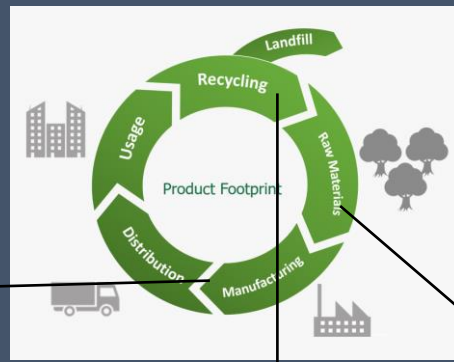 Landfill
Recycling
Raw Materials
Manufacturing
Distribution
Usage
Product Footprint